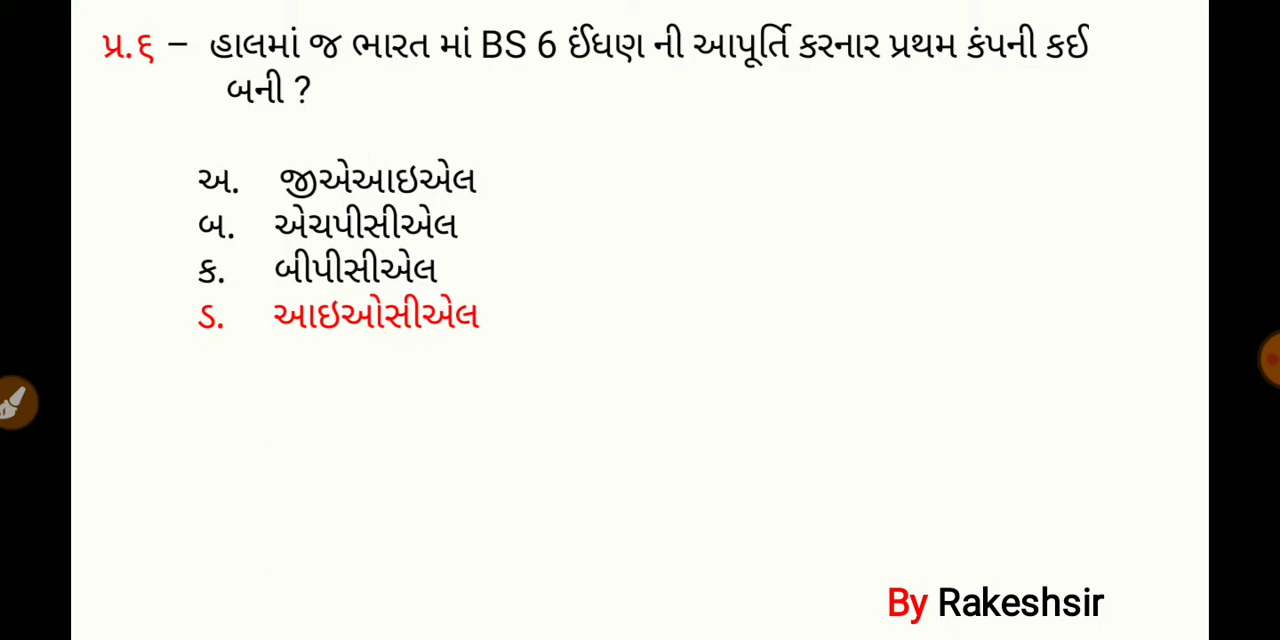 પ્ર.૬ – હાલમાં જ ભારત માં BS 6 ઈંધણ ની આપૂર્તિ કરનાર પ્રથમ કંપની કઈ
બની ?
અ. જીએઆઇએલ
બ. એચપીસીએલ
ક. બીપીસીએલ
ડ. આઇઓસીએલ
By Rakeshsir